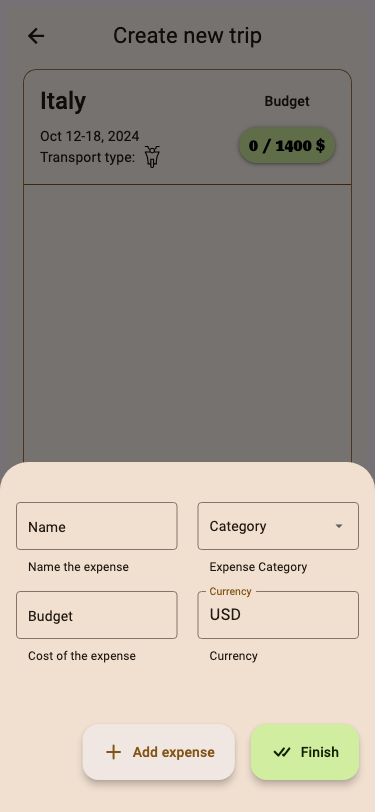 Create new trip
Italy
Budget
Oct 12-18, 2024
0 / 1400 $
Transport type:
Name
Category
Name the expense
Expense Category
Currency
Budget
USD
Cost of the expense
Currency
Add expense
Finish